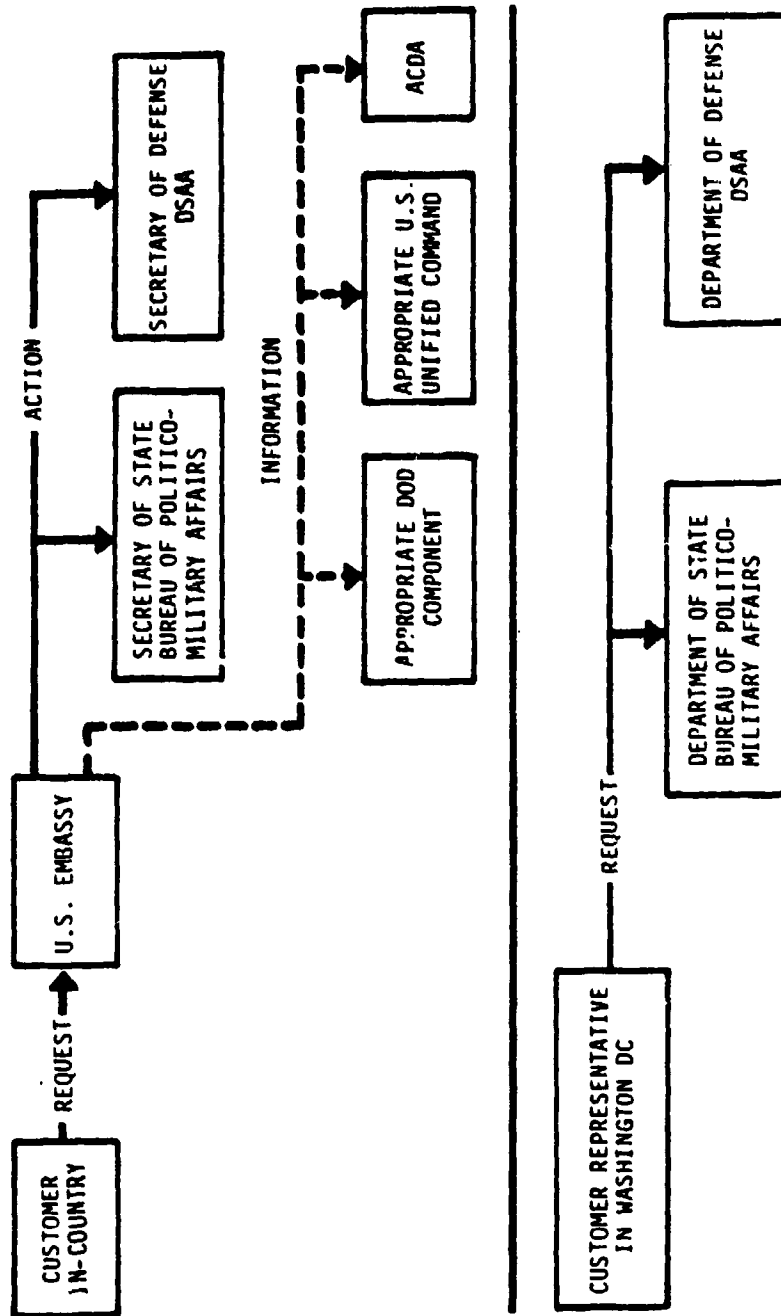 CUSTOMER
IN-COUNTRY
REQUEST
U.S. EMBASSY
ACTION
SECRETARY OF STATE
BUREAU OF POLITICO-
MILITARY AFFAIRS
SECRETARY OF DEFENSE
DSAA
INFORMATION
APPROPRIATE DOD
COMPONENT
APPROPRIATE U.S.
UNIFIED COMMAND
ACDA
CUSTOMER REPRESENTATIVE
IN WASHINGTON DC
REQUEST
DEPARTMENT OF STATE
BUREAU OF POLITICO-
MILITARY AFFAIRS
DEPARTMENT OF DEFENSE
DSAA